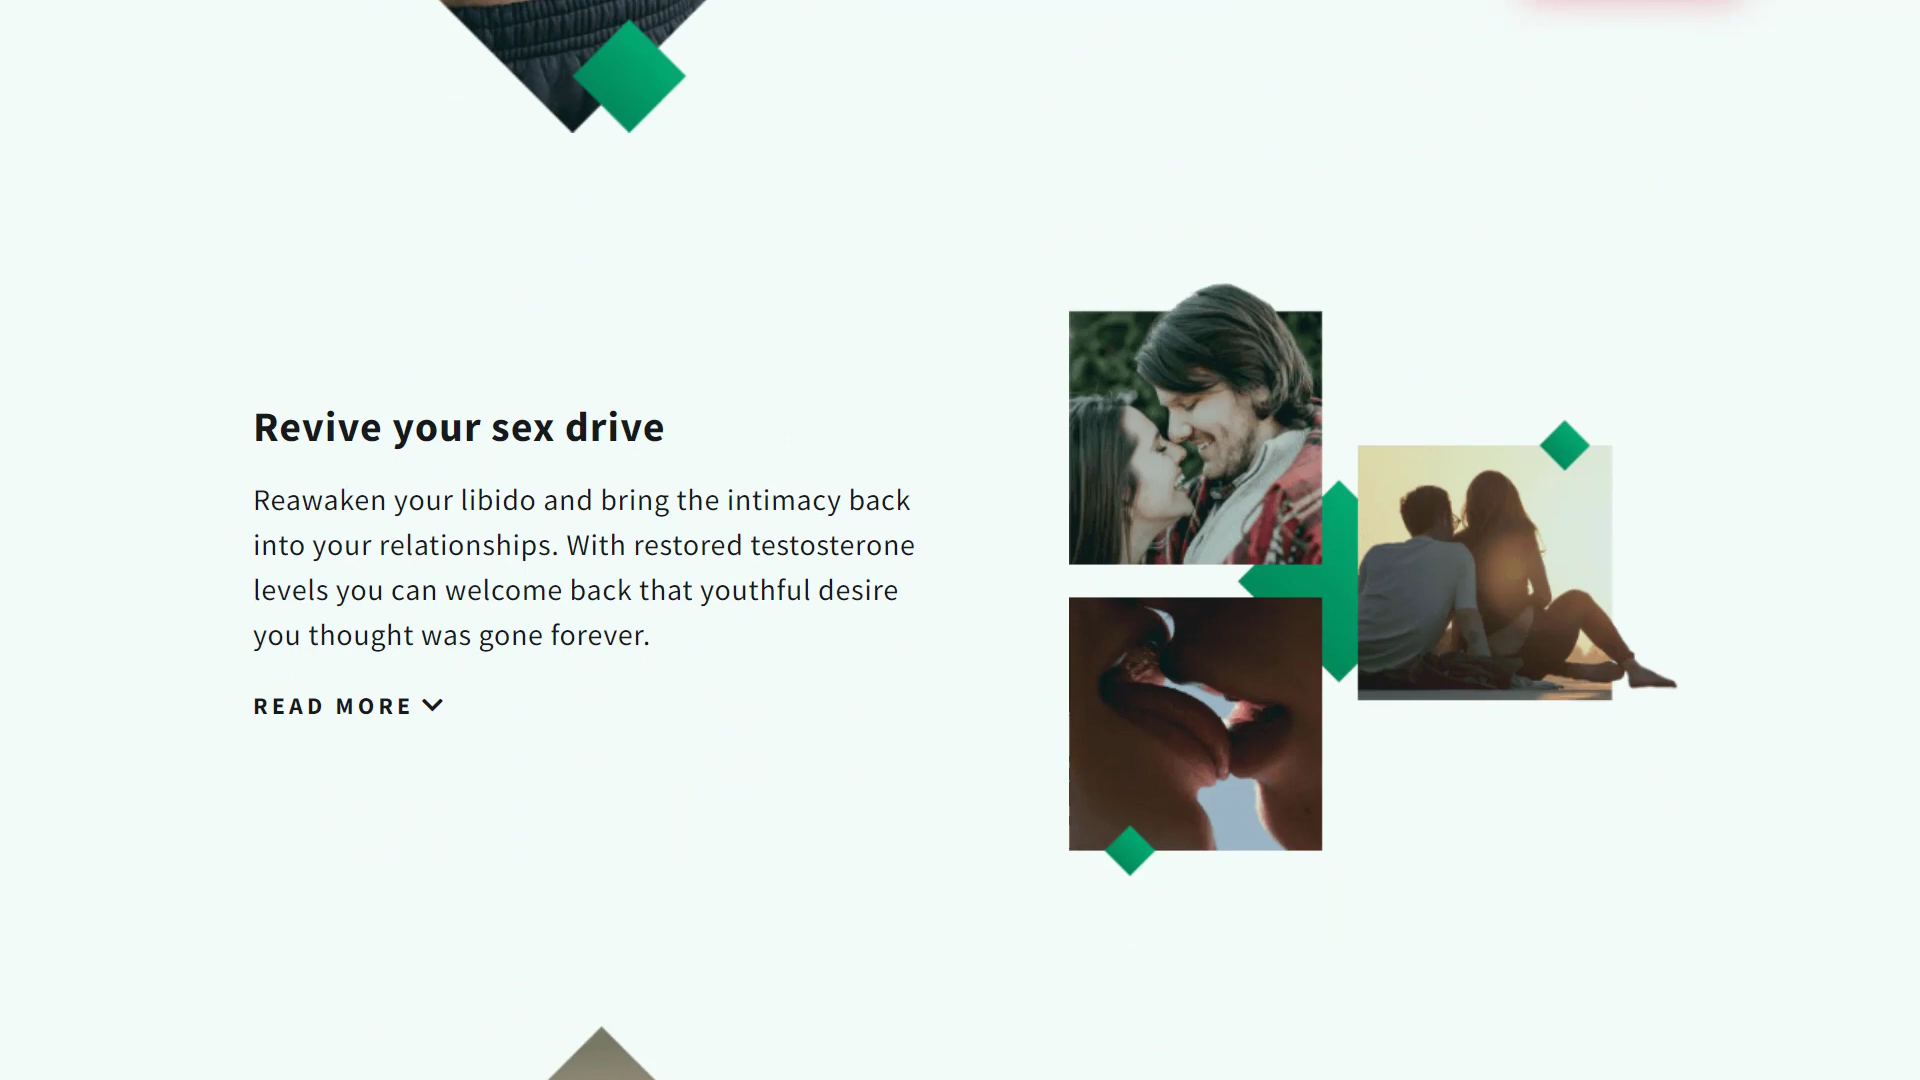 Revive your sex drive
Reawaken your libido and bring the intimacy back
into your relationships. With restored testosterone
levels you can welcome back that youthful desire
you thought was gone forever.
READ MORE